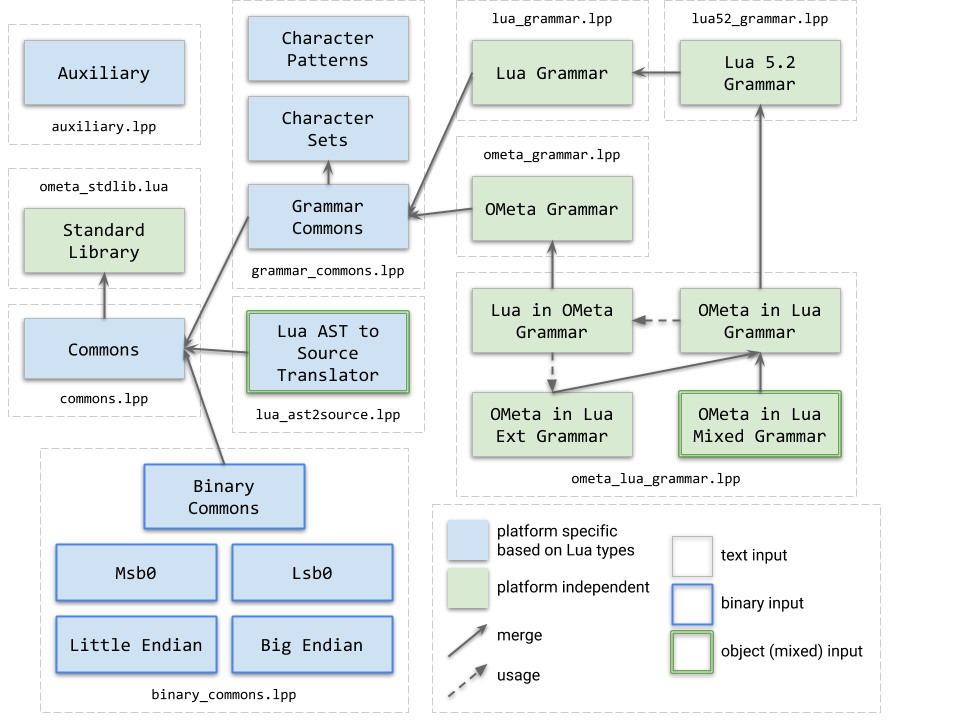 Auxiliary
auxiliary.lpp
ometa_stdlib.lua
Standard
Library
Commons
commons.lpp
Character
Patterns
Character
Sets
Grammar
Commons
grammar_commons.lpp
Lua AST to
Source
Translator
lua_ast2source.lpp
lua_grammar.lpp
Lua Grammar
lua52_grammar.lpp
Lua 5.2
Grammar
ometa_grammar.lpp
OMeta Grammar
Lua in OMeta
Grammar
OMeta in Lua
Grammar
OMeta in Lua
Ext Grammar
OMeta in Lua
Mixed Grammar
ometa_lua_grammar.lpp
Binary
Commons
Msb0
Lsb0
Little Endian
Big Endian
binary_commons.lpp
platform specific
based on Lua types
platform independent
merge
usage
text input
binary input
object (mixed) input